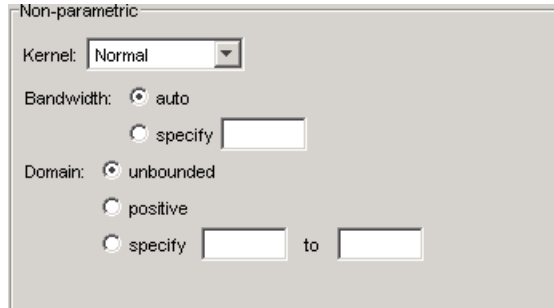 Non-parametric
Kernel: Normal
Bandwidth: auto
specify
Domain: unbounded
positive
specify to